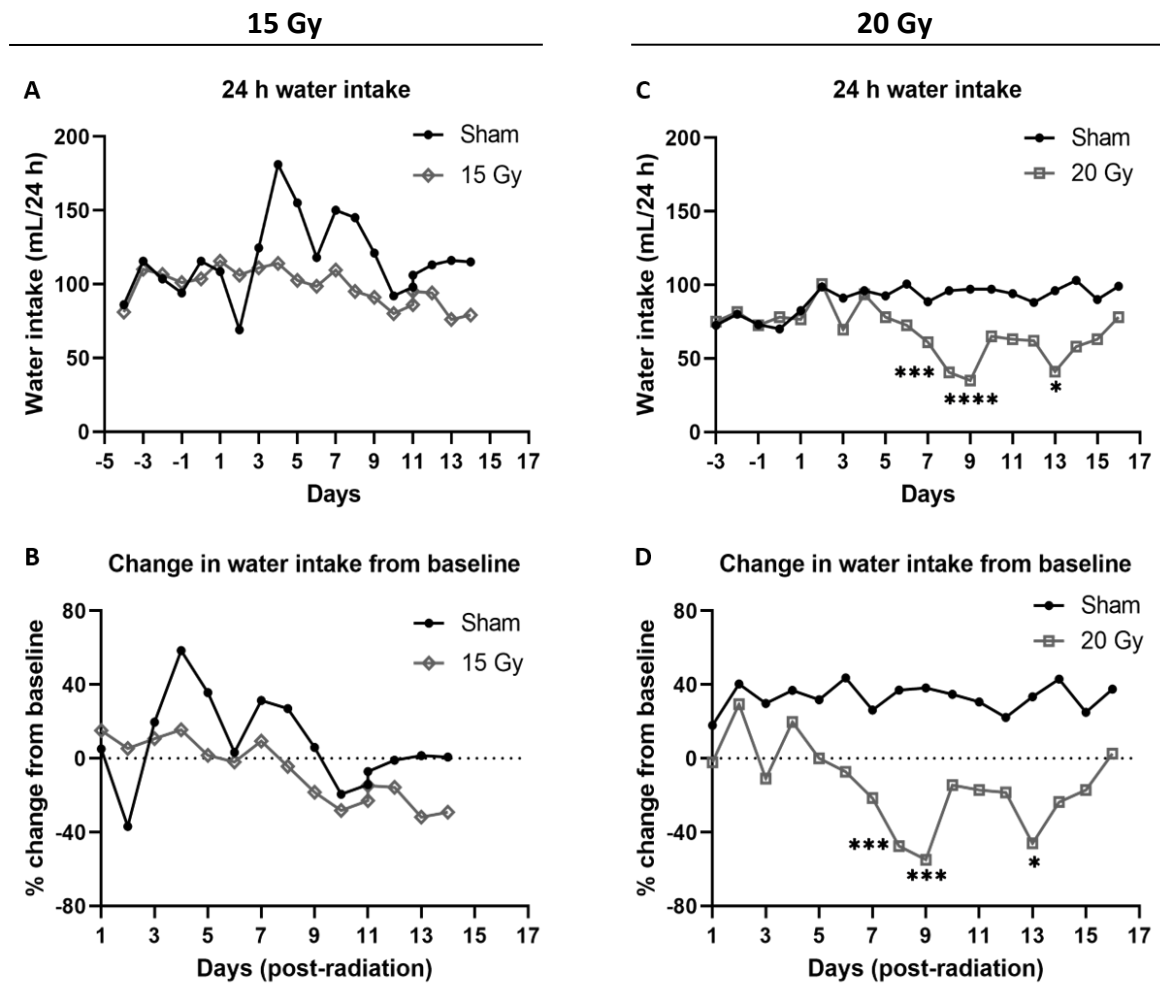 15 Gy
20 Gy
A
24 h water intake
Sham
15 Gy
Water intake (mL/24 h)
200
150
100
50
0
-5 -3 -1 1 3 5 7 9 11 13 15 17
Days
C
24 h water intake
Sham
20 Gy
Water intake (mL/24 h)
200
150
100
50
0
***
****
*
-3 -1 1 3 5 7 9 11 13 15 17
Days
B
Change in water intake from baseline
Sham
15 Gy
% change from baseline
80
40
0
-40
-80
1 3 5 7 9 11 13 15 17
Days (post-radiation)
D
Change in water intake from baseline
Sham
20 Gy
% change from baseline
80
40
0
-40
-80
***
***
*
1 3 5 7 9 11 13 15 17
Days (post-radiation)